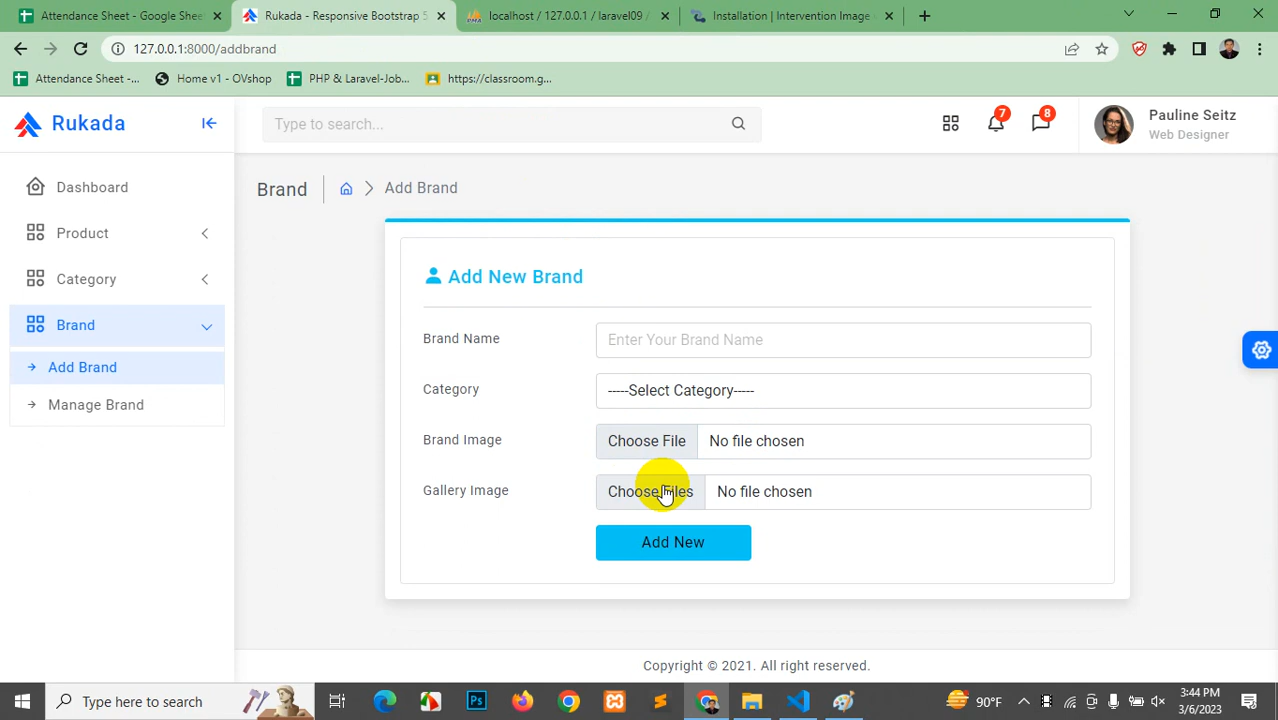 Attendance Sheet - Google Sheet
Rukada - Responsive Bootstrap 5
localhost / 127.0.0.1 / laravel09 /
Installation | Intervention Image
127.0.0.1:8000/addbrand
Attendance Sheet -...
Home v1 - OVshop
PHP & Laravel-Job...
https://classroom.g...
Rukada
Type to search...
7
8
Pauline Seitz
Web Designer
Dashboard
Product
Category
Brand
Add Brand
Manage Brand
Brand
Add Brand
Add New Brand
Brand Name
Enter Your Brand Name
Category
-----Select Category-----
Brand Image
Choose File
No file chosen
Gallery Image
Choose Files
No file chosen
Add New
Copyright © 2021. All right reserved.
Type here to search
Ps
90°F
3:44 PM
3/6/2023